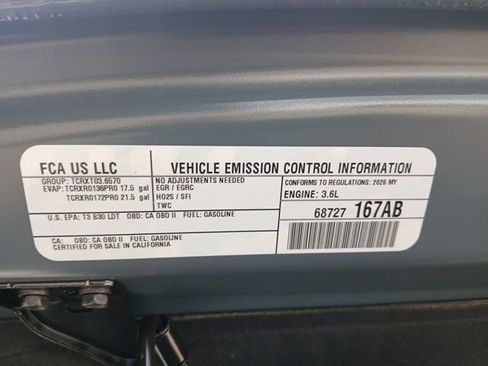 FCA US LLC
VEHICLE EMISSION CONTROL INFORMATION
GROUP: TCRXT03.6570
EVAP: TCRXR0136PR0 17.5 gal
TCRXR0172PR0 21.5 gal
NO ADJUSTMENTS NEEDED
EGR / EGRC
HO2S / SFI
TWC
CONFORMS TO REGULATIONS: 2026 MY
ENGINE: 3.6L
68727 167AB
U.S. EPA: T3 B30 LDT OBD: CA OBD II FUEL: GASOLINE
CA: OBD: CA OBD II FUEL: GASOLINE
CERTIFIED FOR SALE IN CALIFORNIA